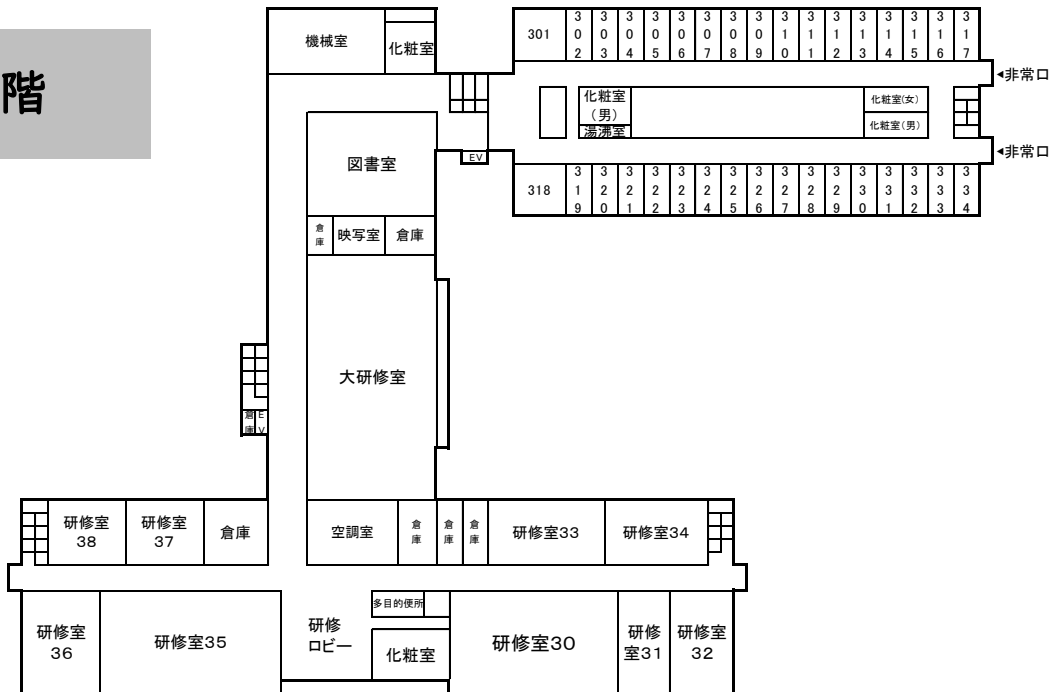 階
機械室
化粧室
301
302
303
304
305
306
307
308
309
310
311
312
313
314
315
316
317
◀非常口
化粧室
（男）
湯沸室
化粧室(女)
化粧室(男)
EV
◀非常口
図書室
318
319
320
321
322
323
324
325
326
327
328
329
330
331
332
333
334
倉庫
映写室
倉庫
大研修室
倉庫
EV
研修室
38
研修室
37
倉庫
空調室
倉庫
倉庫
倉庫
研修室33
研修室34
多目的便所
研修室
36
研修室35
研修
ロビー
化粧室
研修室30
研修
室31
研修室
32